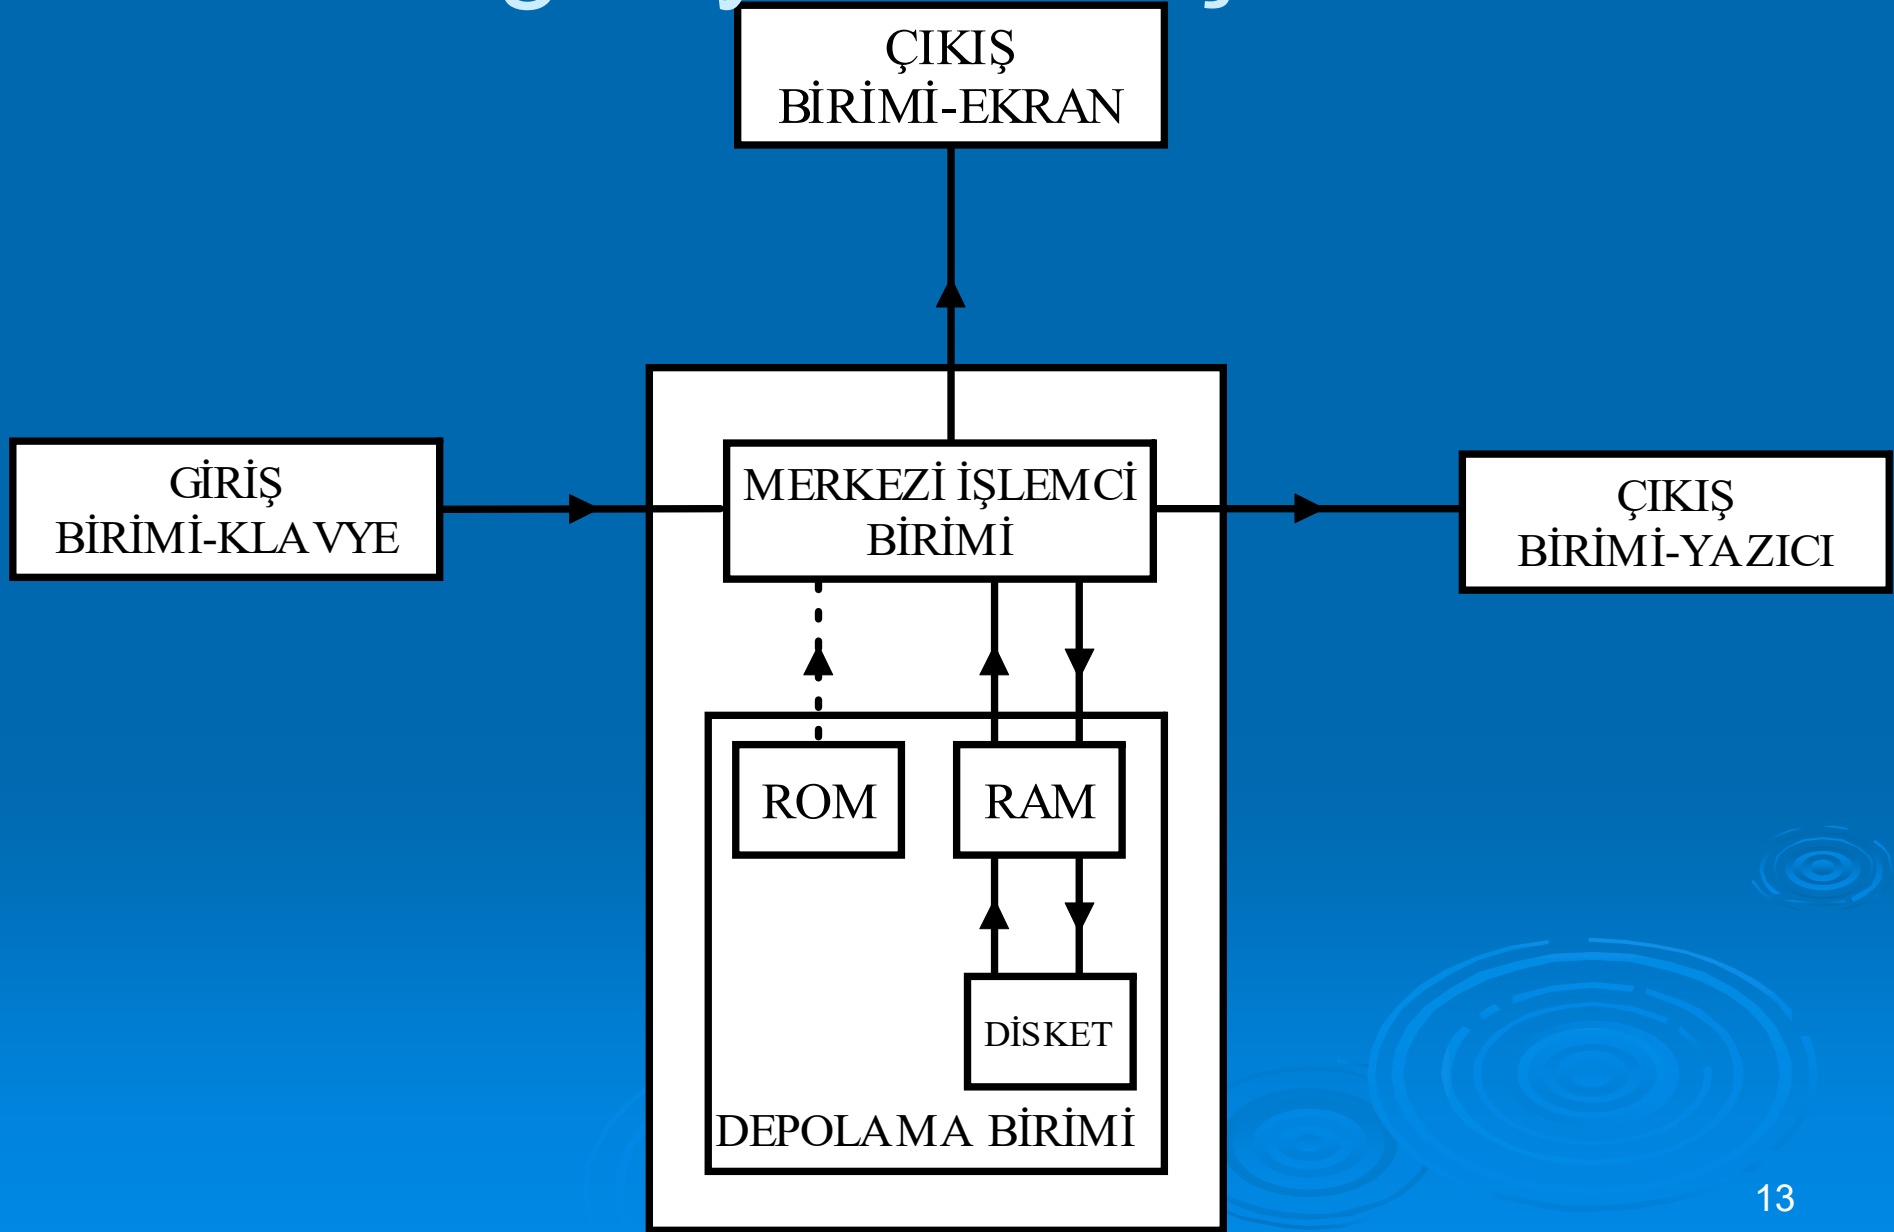 ÇIKIŞ
BİRİMİ-EKRAN
GİRİŞ
BİRİMİ-KLAVYE
MERKEZİ İŞLEMCİ
BİRİMİ
ÇIKIŞ
BİRİMİ-YAZICI
ROM
RAM
DİSKET
DEPOLAMA BİRİMİ
13